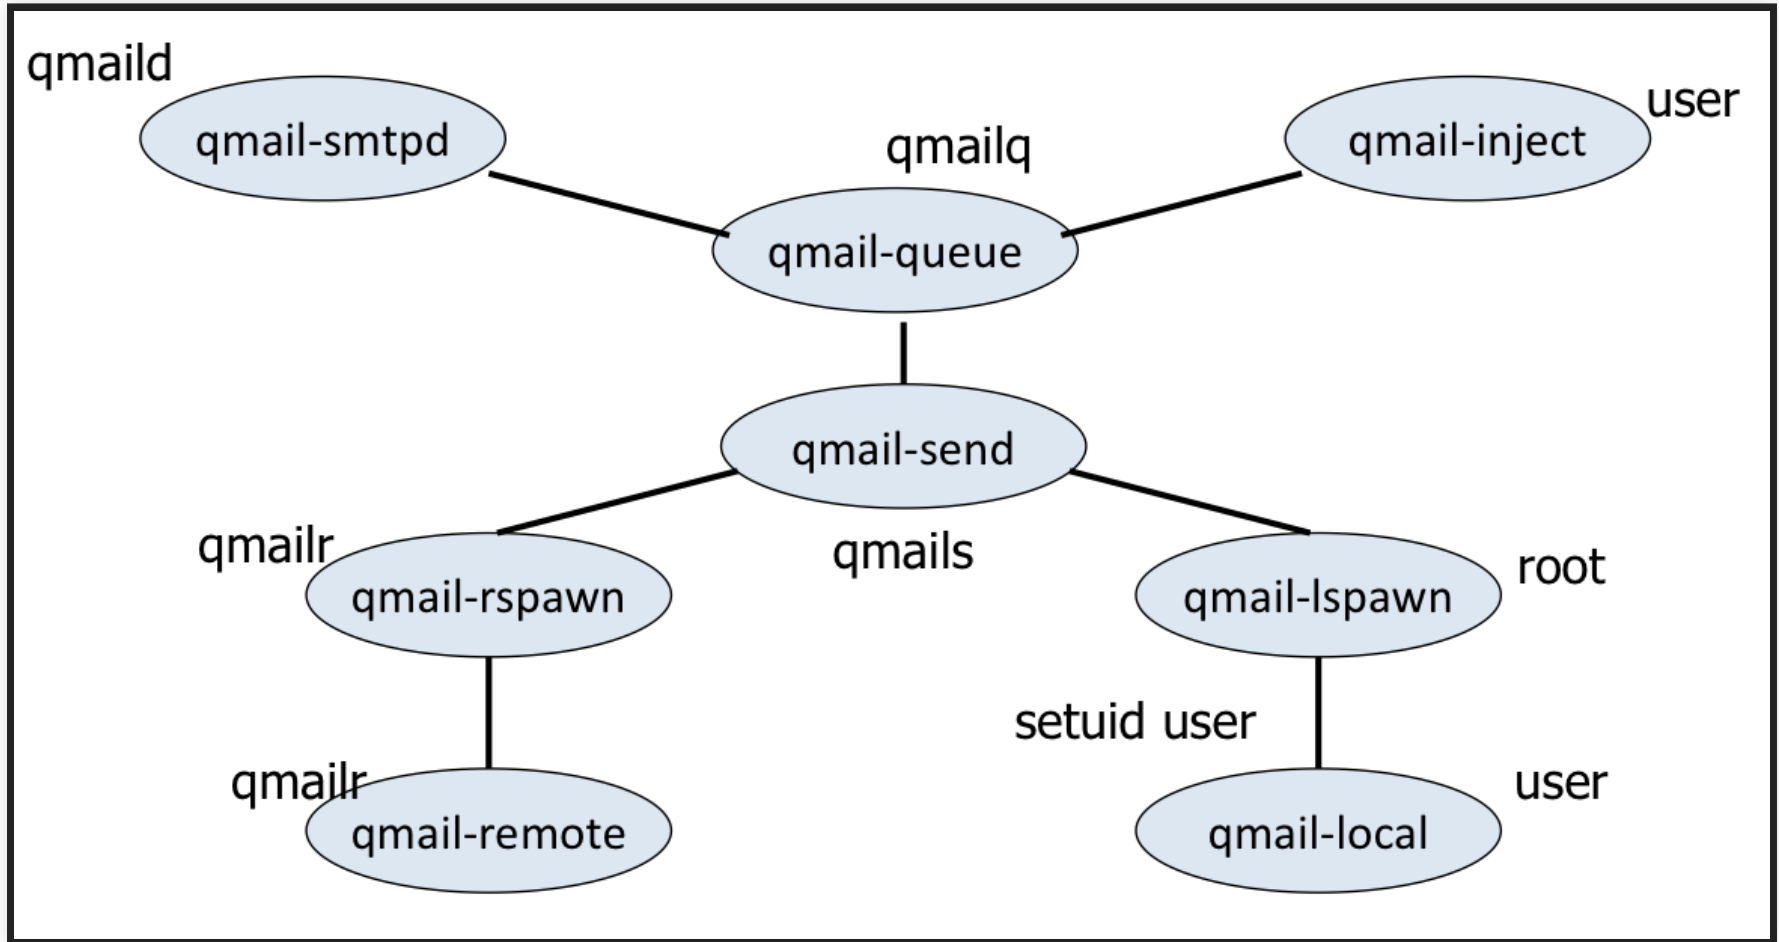 qmaild
qmail-smtpd
qmailq
qmail-inject
user
qmail-queue
qmail-send
qmails
qmailr
qmail-rspawn
qmail-lspawn
root
setuid user
qmailr
qmail-remote
user
qmail-local